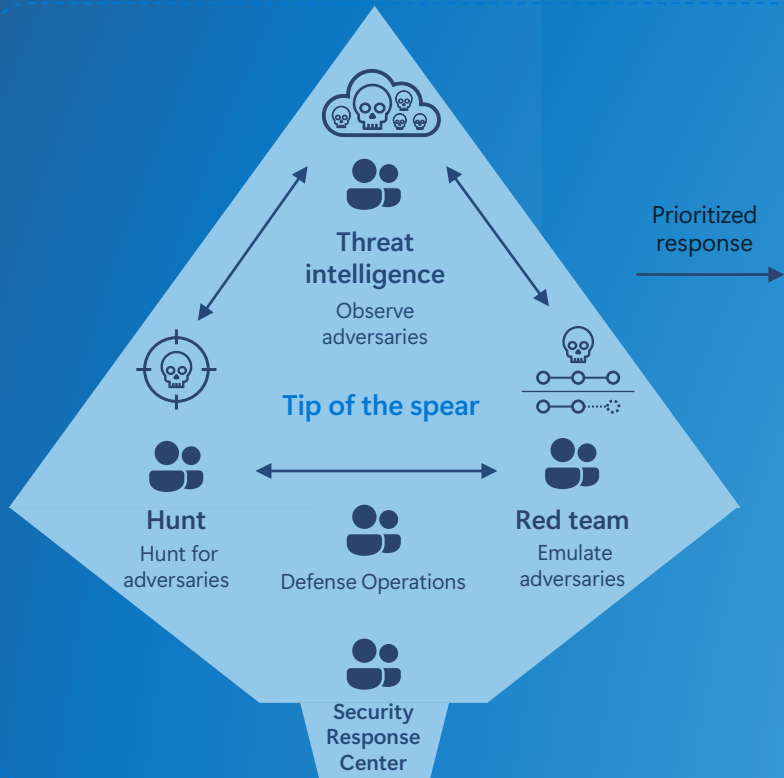 Threat
intelligence
Observe
adversaries
Prioritized
response
Tip of the spear
Hunt
Hunt for
adversaries
Defense Operations
Red team
Emulate
adversaries
Security
Response
Center